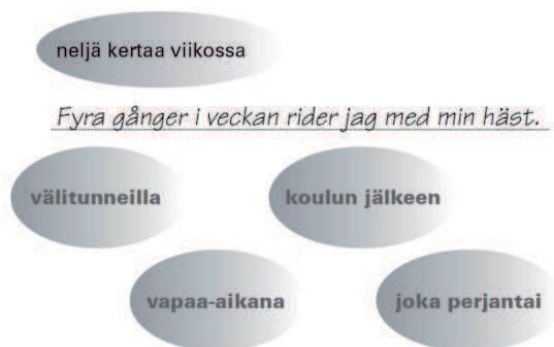 neljä kertaa viikossa
Fyra gånger i veckan rider jag med min häst.
välitunneilla
koulun jälkeen
vapaa-aikana
joka perjantai